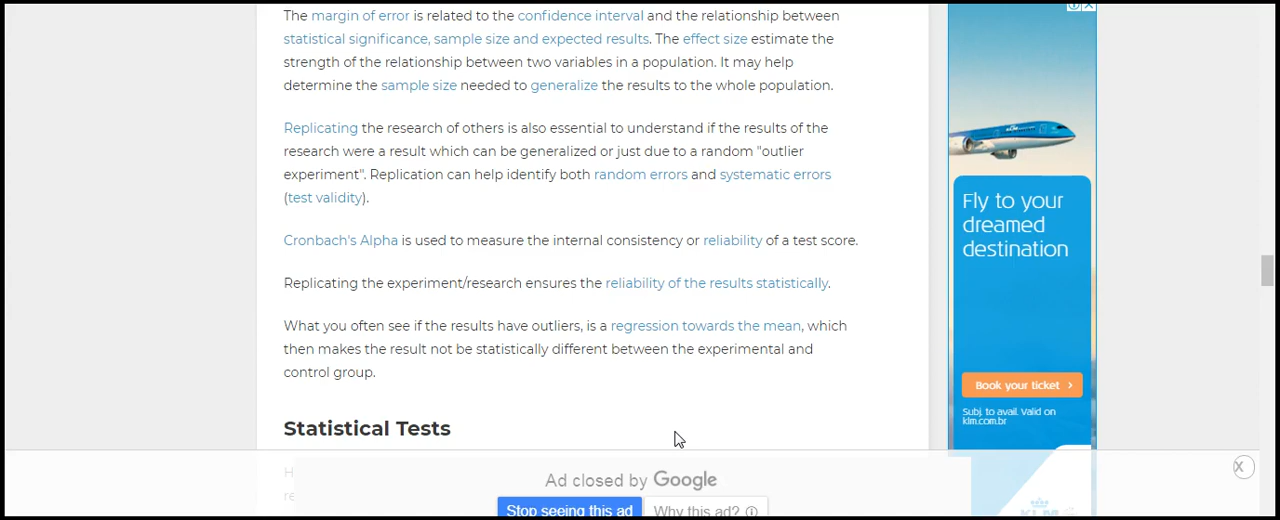 The margin of error is related to the confidence interval and the relationship between
statistical significance, sample size and expected results. The effect size estimate the
strength of the relationship between two variables in a population. It may help
determine the sample size needed to generalize the results to the whole population.
Replicating the research of others is also essential to understand if the results of the
research were a result which can be generalized or just due to a random "outlier
experiment". Replication can help identify both random errors and systematic errors
(test validity).
Cronbach's Alpha is used to measure the internal consistency or reliability of a test score.
Replicating the experiment/research ensures the reliability of the results statistically.
What you often see if the results have outliers, is a regression towards the mean, which
then makes the result not be statistically different between the experimental and
control group.
Statistical Tests
Ad closed by Google
Stop seeing this ad
Why this ad?
X
KLM
Fly to your
dreamed
destination
Book your ticket
Subj. to avail. Valid on
klm.com.br
KLM